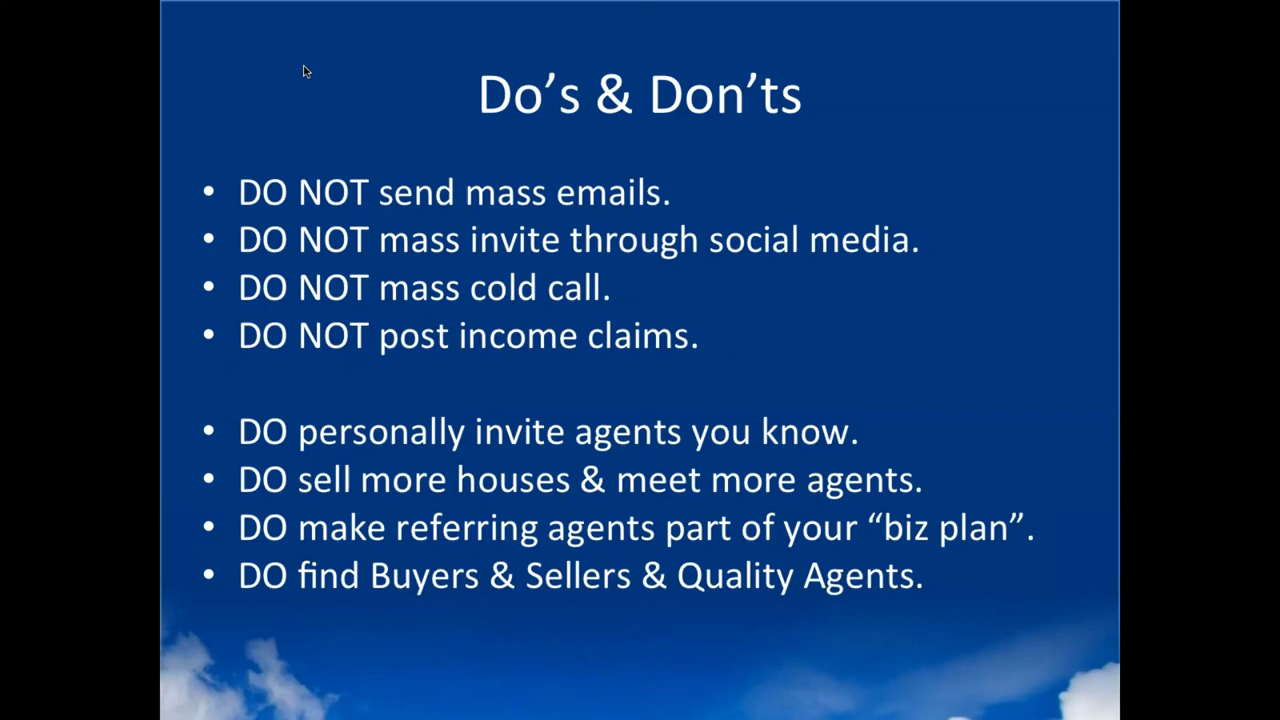 Do’s & Don’ts
• DO NOT send mass emails.
• DO NOT mass invite through social media.
• DO NOT mass cold call.
• DO NOT post income claims.
• DO personally invite agents you know.
• DO sell more houses & meet more agents.
• DO make referring agents part of your “biz plan”.
• DO find Buyers & Sellers & Quality Agents.